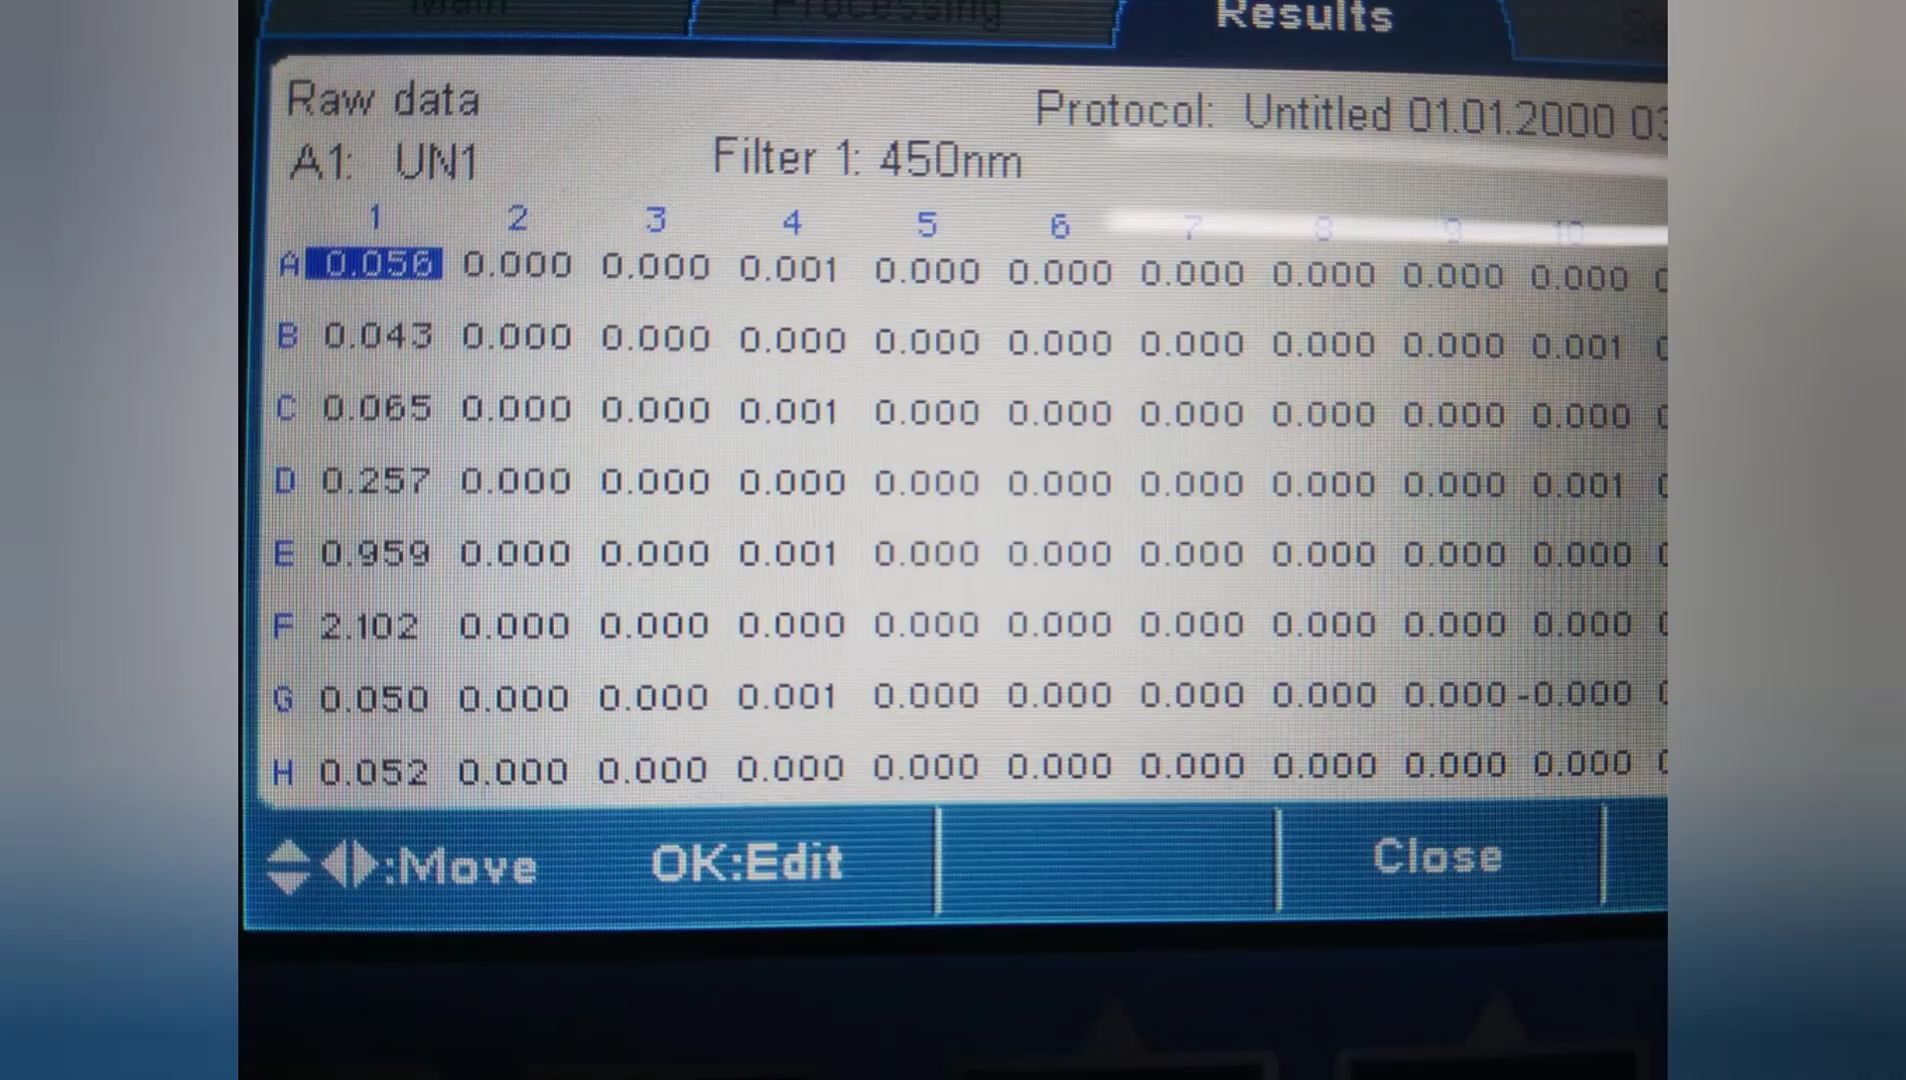 Main Processing Results
Raw data Protocol: Untitled 01.01.2000
A1: UN1 Filter 1: 450nm
1 2 3 4 5 6 7 8 9 10
A 0.056 0.000 0.000 0.001 0.000 0.000 0.000 0.000 0.000 0.000
B 0.043 0.000 0.000 0.000 0.000 0.000 0.000 0.000 0.000 0.001
C 0.065 0.000 0.000 0.001 0.000 0.000 0.000 0.000 0.000 0.000
D 0.257 0.000 0.000 0.000 0.000 0.000 0.000 0.000 0.000 0.001
E 0.959 0.000 0.000 0.001 0.000 0.000 0.000 0.000 0.000 0.000
F 2.102 0.000 0.000 0.000 0.000 0.000 0.000 0.000 0.000 0.000
G 0.050 0.000 0.000 0.001 0.000 0.000 0.000 0.000 0.000 -0.000
H 0.052 0.000 0.000 0.000 0.000 0.000 0.000 0.000 0.000 0.000
:Move OK:Edit Close